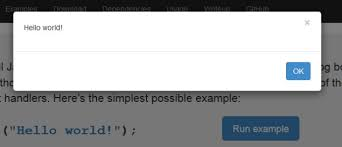 Examples Download Dependencies Usage Writeup GitHub
Hello world!
×
OK
handlers. Here's the simplest possible example:
("Hello world!");
Run example